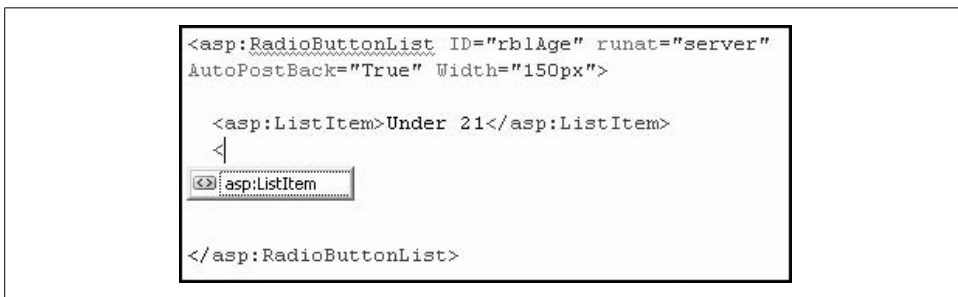 <asp:RadioButtonList ID="rblAge" runat="server"
AutoPostBack="True" Width="150px">
<asp:ListItem>Under 21</asp:ListItem>
<
asp:ListItem
</asp:RadioButtonList>